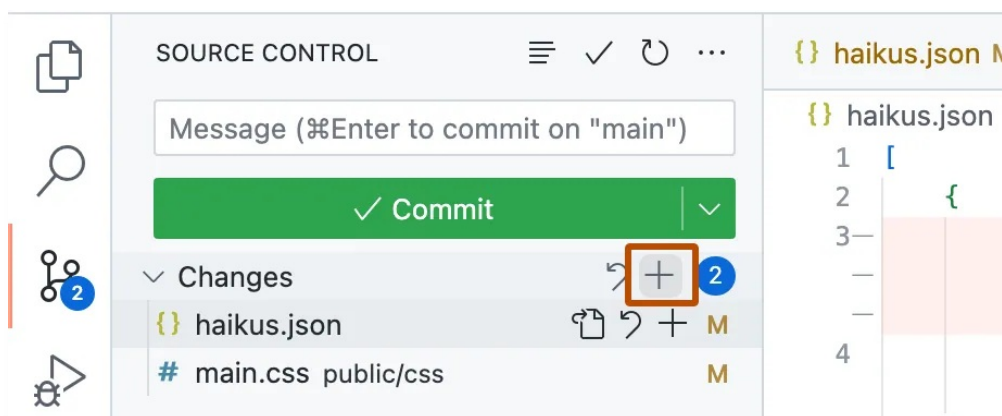 SOURCE CONTROL
Message (⌘Enter to commit on "main")
Commit
Changes 2
{} haikus.json M
# main.css public/css M
2
{} haikus.json M
{} haikus.json
1 [
2 {
3
4